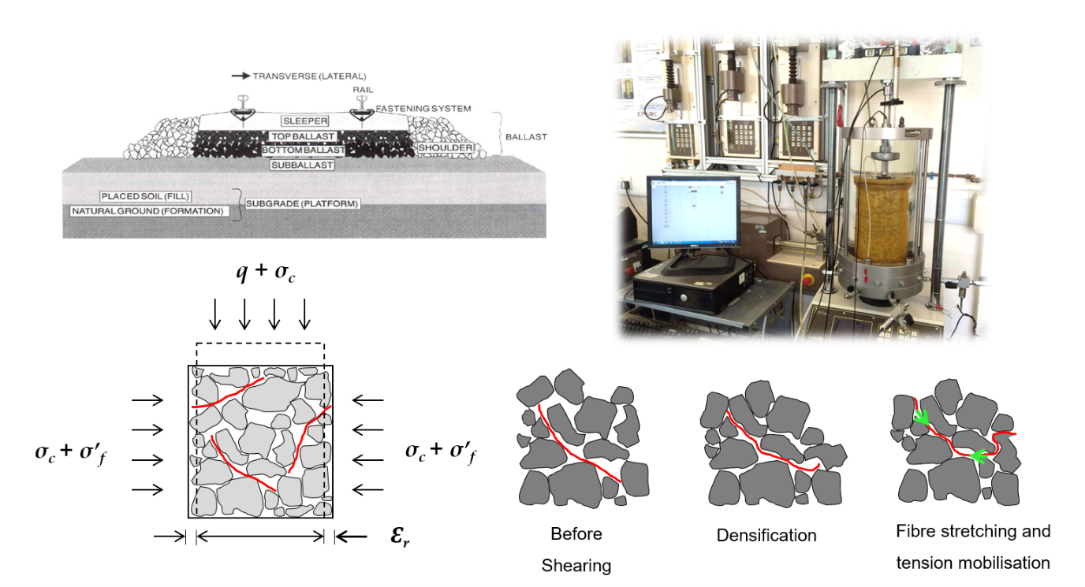 TRANSVERSE (LATERAL)
RAIL
FASTENING SYSTEM
SLEEPER
BALLAST
TOP BALLAST
BOTTOM BALLAST
SHOULDER
SUBBALLAST
PLACED SOIL (FILL)
SUBGRADE (PLATFORM)
NATURAL GROUND (FORMATION)
q + σc
σc + σ′f
σc + σ′f
Ɛr
Before
Shearing
Densification
Fibre stretching and
tension mobilisation